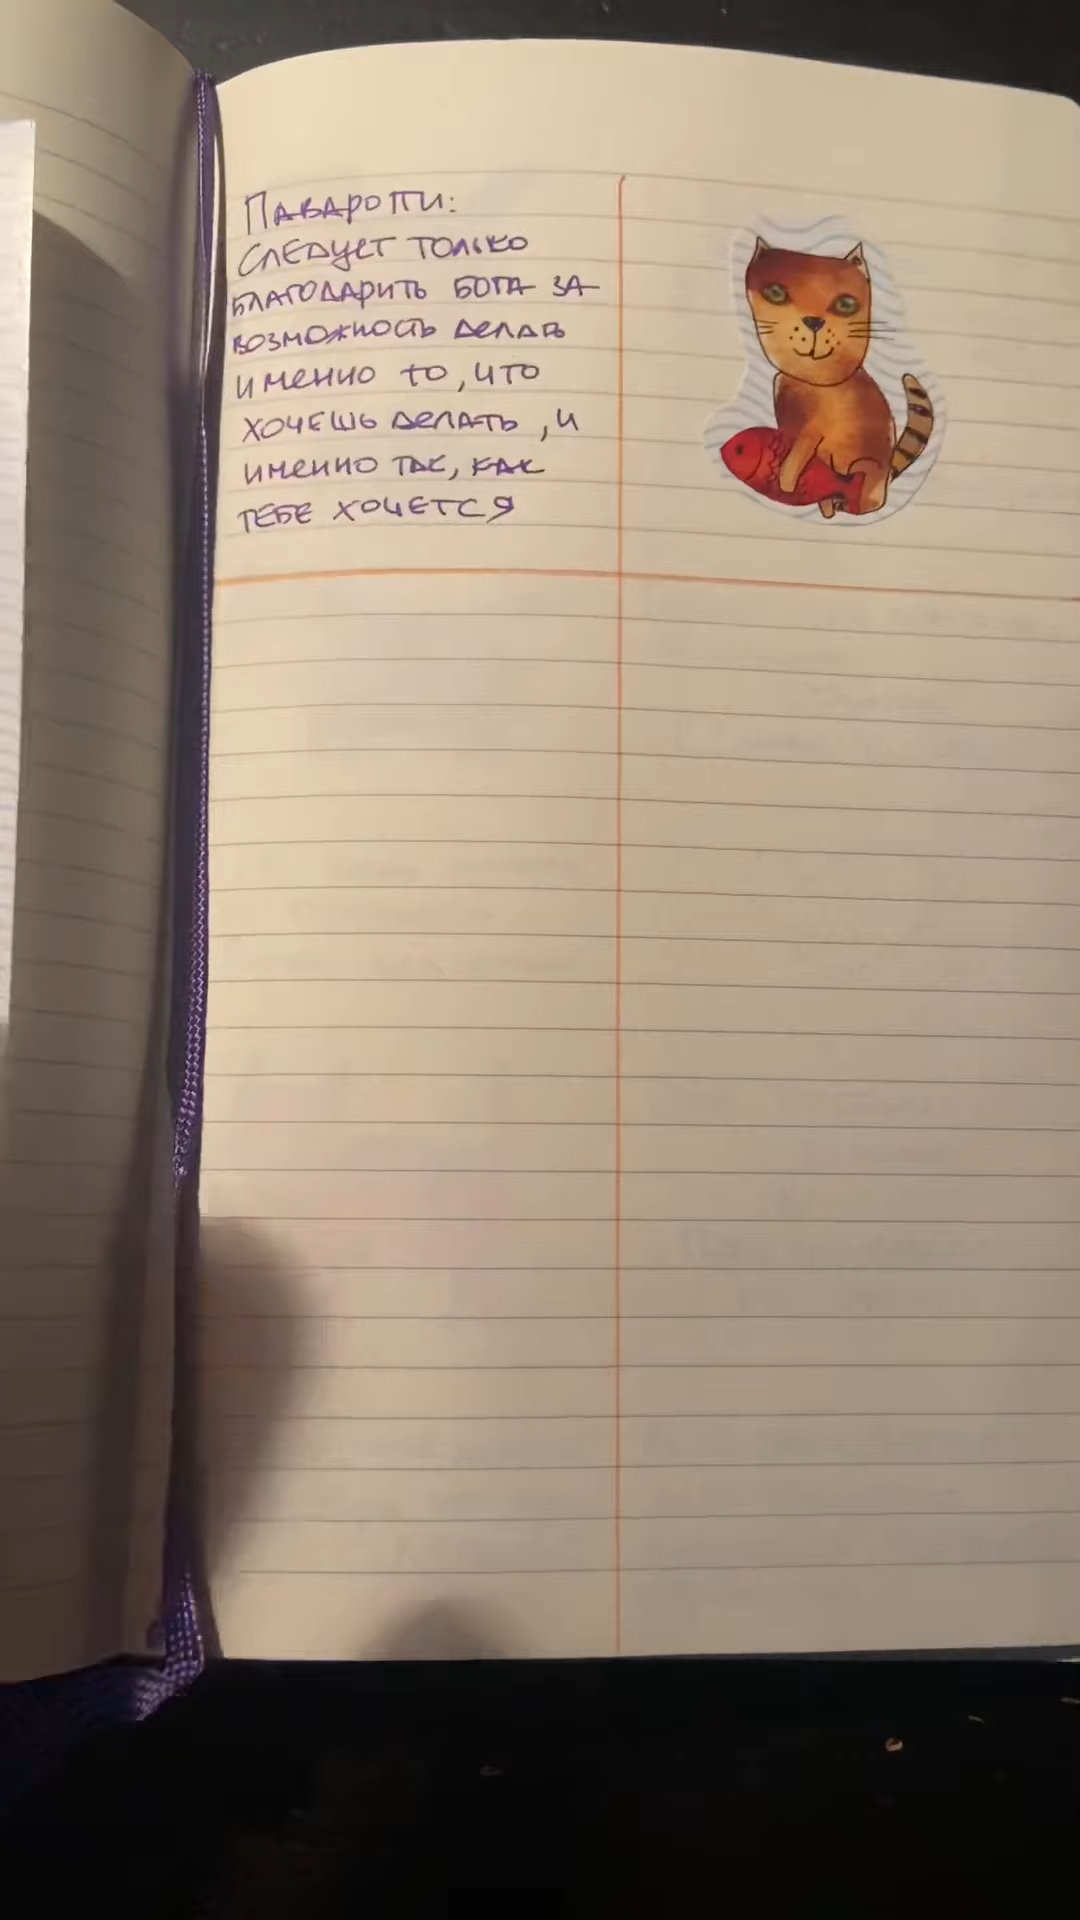 ПАВАРОТТИ:
СЛЕДУЕТ ТОЛЬКО
БЛАГОДАРИТЬ БОГА ЗА
ВОЗМОЖНОСТЬ ДЕЛАТЬ
ИМЕННО ТО, ЧТО
ХОЧЕШЬ ДЕЛАТЬ, И
ИМЕННО ТАК, КАК
ТЕБЕ ХОЧЕТСЯ